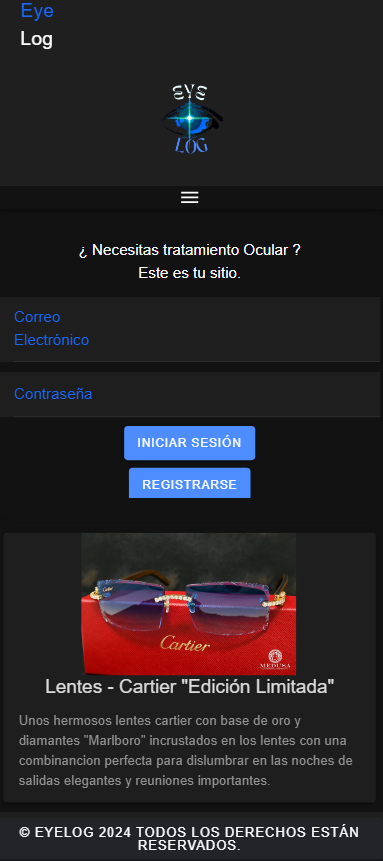 Eye
Log
EYE
LOG
¿ Necesitas tratamiento Ocular ?
Este es tu sitio.
Correo
Electrónico
Contraseña
INICIAR SESIÓN
REGISTRARSE
Cartier
Cartier
MEDUSA
Lentes - Cartier "Edición Limitada"
Unos hermosos lentes cartier con base de oro y
diamantes "Marlboro" incrustados en los lentes con una
combinancion perfecta para dislumbrar en las noches de
salidas elegantes y reuniones importantes.
© EYELOG 2024 TODOS LOS DERECHOS ESTÁN
RESERVADOS.